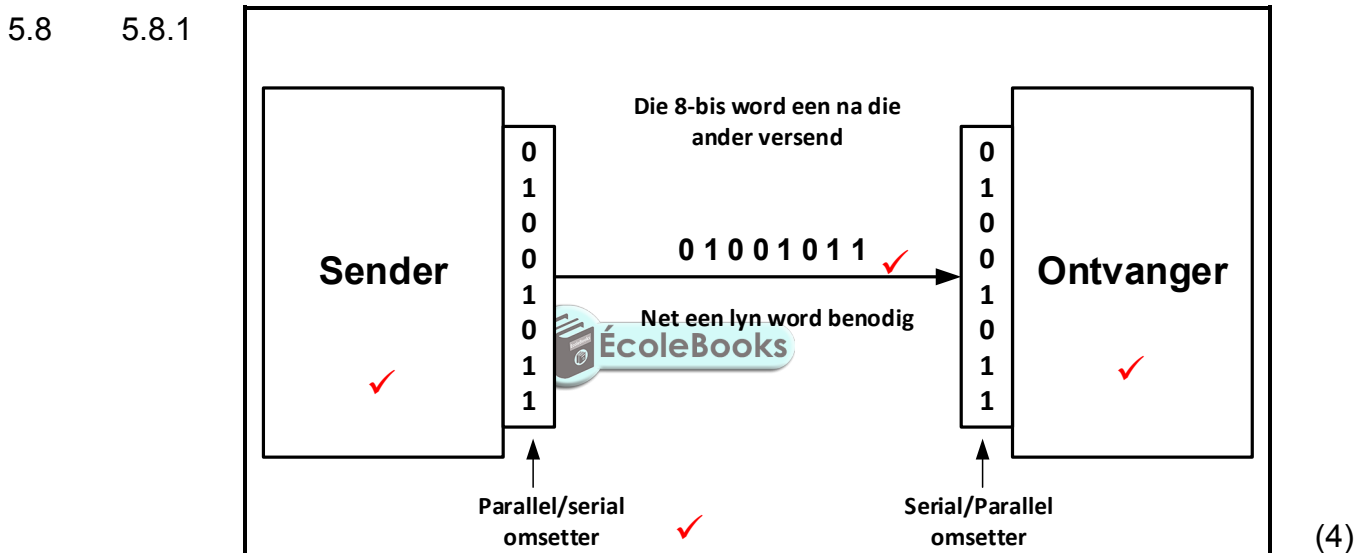 5.8 5.8.1
Die 8-bis word een na die
ander versend
0
1
0
0
1
0
1
1
Sender
0 1 0 0 1 0 1 1
Net een lyn word benodig
ÉcoleBooks
0
1
0
0
1
0
1
1
Ontvanger
Parallel/serial
omsetter
Serial/Parallel
omsetter
(4)